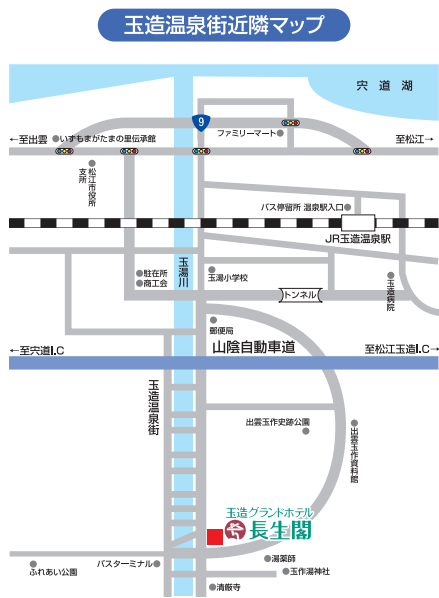 玉造温泉街近隣マップ
宍道湖
9
ファミリーマート
←至出雲
いずもまがたまの里伝承館
至松江→
松江市役所
支所
バス停留所 温泉駅入口
JR玉造温泉駅
玉湯川
駐在所
商工会
玉湯小学校
トンネル
玉造病院
郵便局
山陰自動車道
←至宍道I.C
至松江玉造I.C→
玉造温泉街
出雲玉作史跡公園
出雲玉作資料館
玉造グランドホテル
長生閣
ふれあい公園
バスターミナル
湯薬師
玉作湯神社
清厳寺